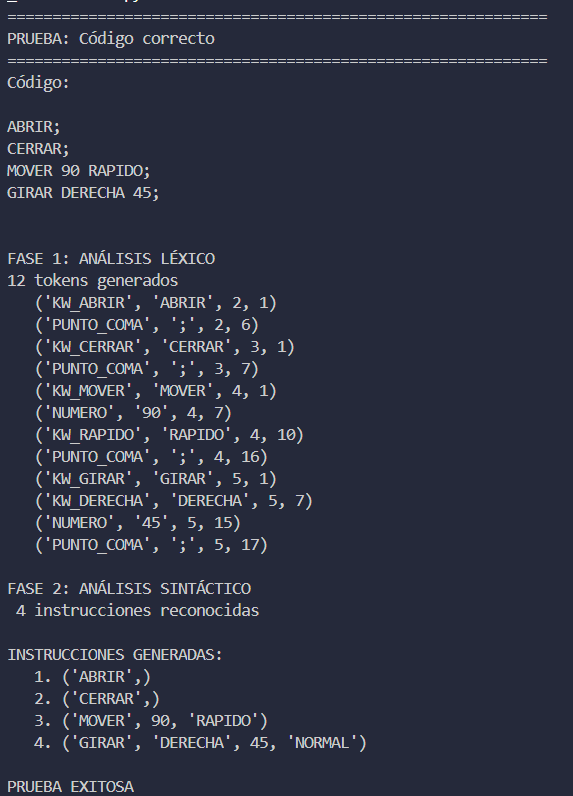 ============================================================
PRUEBA: Código correcto
============================================================
Código:
ABRIR;
CERRAR;
MOVER 90 RAPIDO;
GIRAR DERECHA 45;
FASE 1: ANÁLISIS LÉXICO
12 tokens generados
('KW_ABRIR', 'ABRIR', 2, 1)
('PUNTO_COMA', ';', 2, 6)
('KW_CERRAR', 'CERRAR', 3, 1)
('PUNTO_COMA', ';', 3, 7)
('KW_MOVER', 'MOVER', 4, 1)
('NUMERO', '90', 4, 7)
('KW_RAPIDO', 'RAPIDO', 4, 10)
('PUNTO_COMA', ';', 4, 16)
('KW_GIRAR', 'GIRAR', 5, 1)
('KW_DERECHA', 'DERECHA', 5, 7)
('NUMERO', '45', 5, 15)
('PUNTO_COMA', ';', 5, 17)
FASE 2: ANÁLISIS SINTÁCTICO
4 instrucciones reconocidas
INSTRUCCIONES GENERADAS:
1. ('ABRIR',)
2. ('CERRAR',)
3. ('MOVER', 90, 'RAPIDO')
4. ('GIRAR', 'DERECHA', 45, 'NORMAL')
PRUEBA EXITOSA